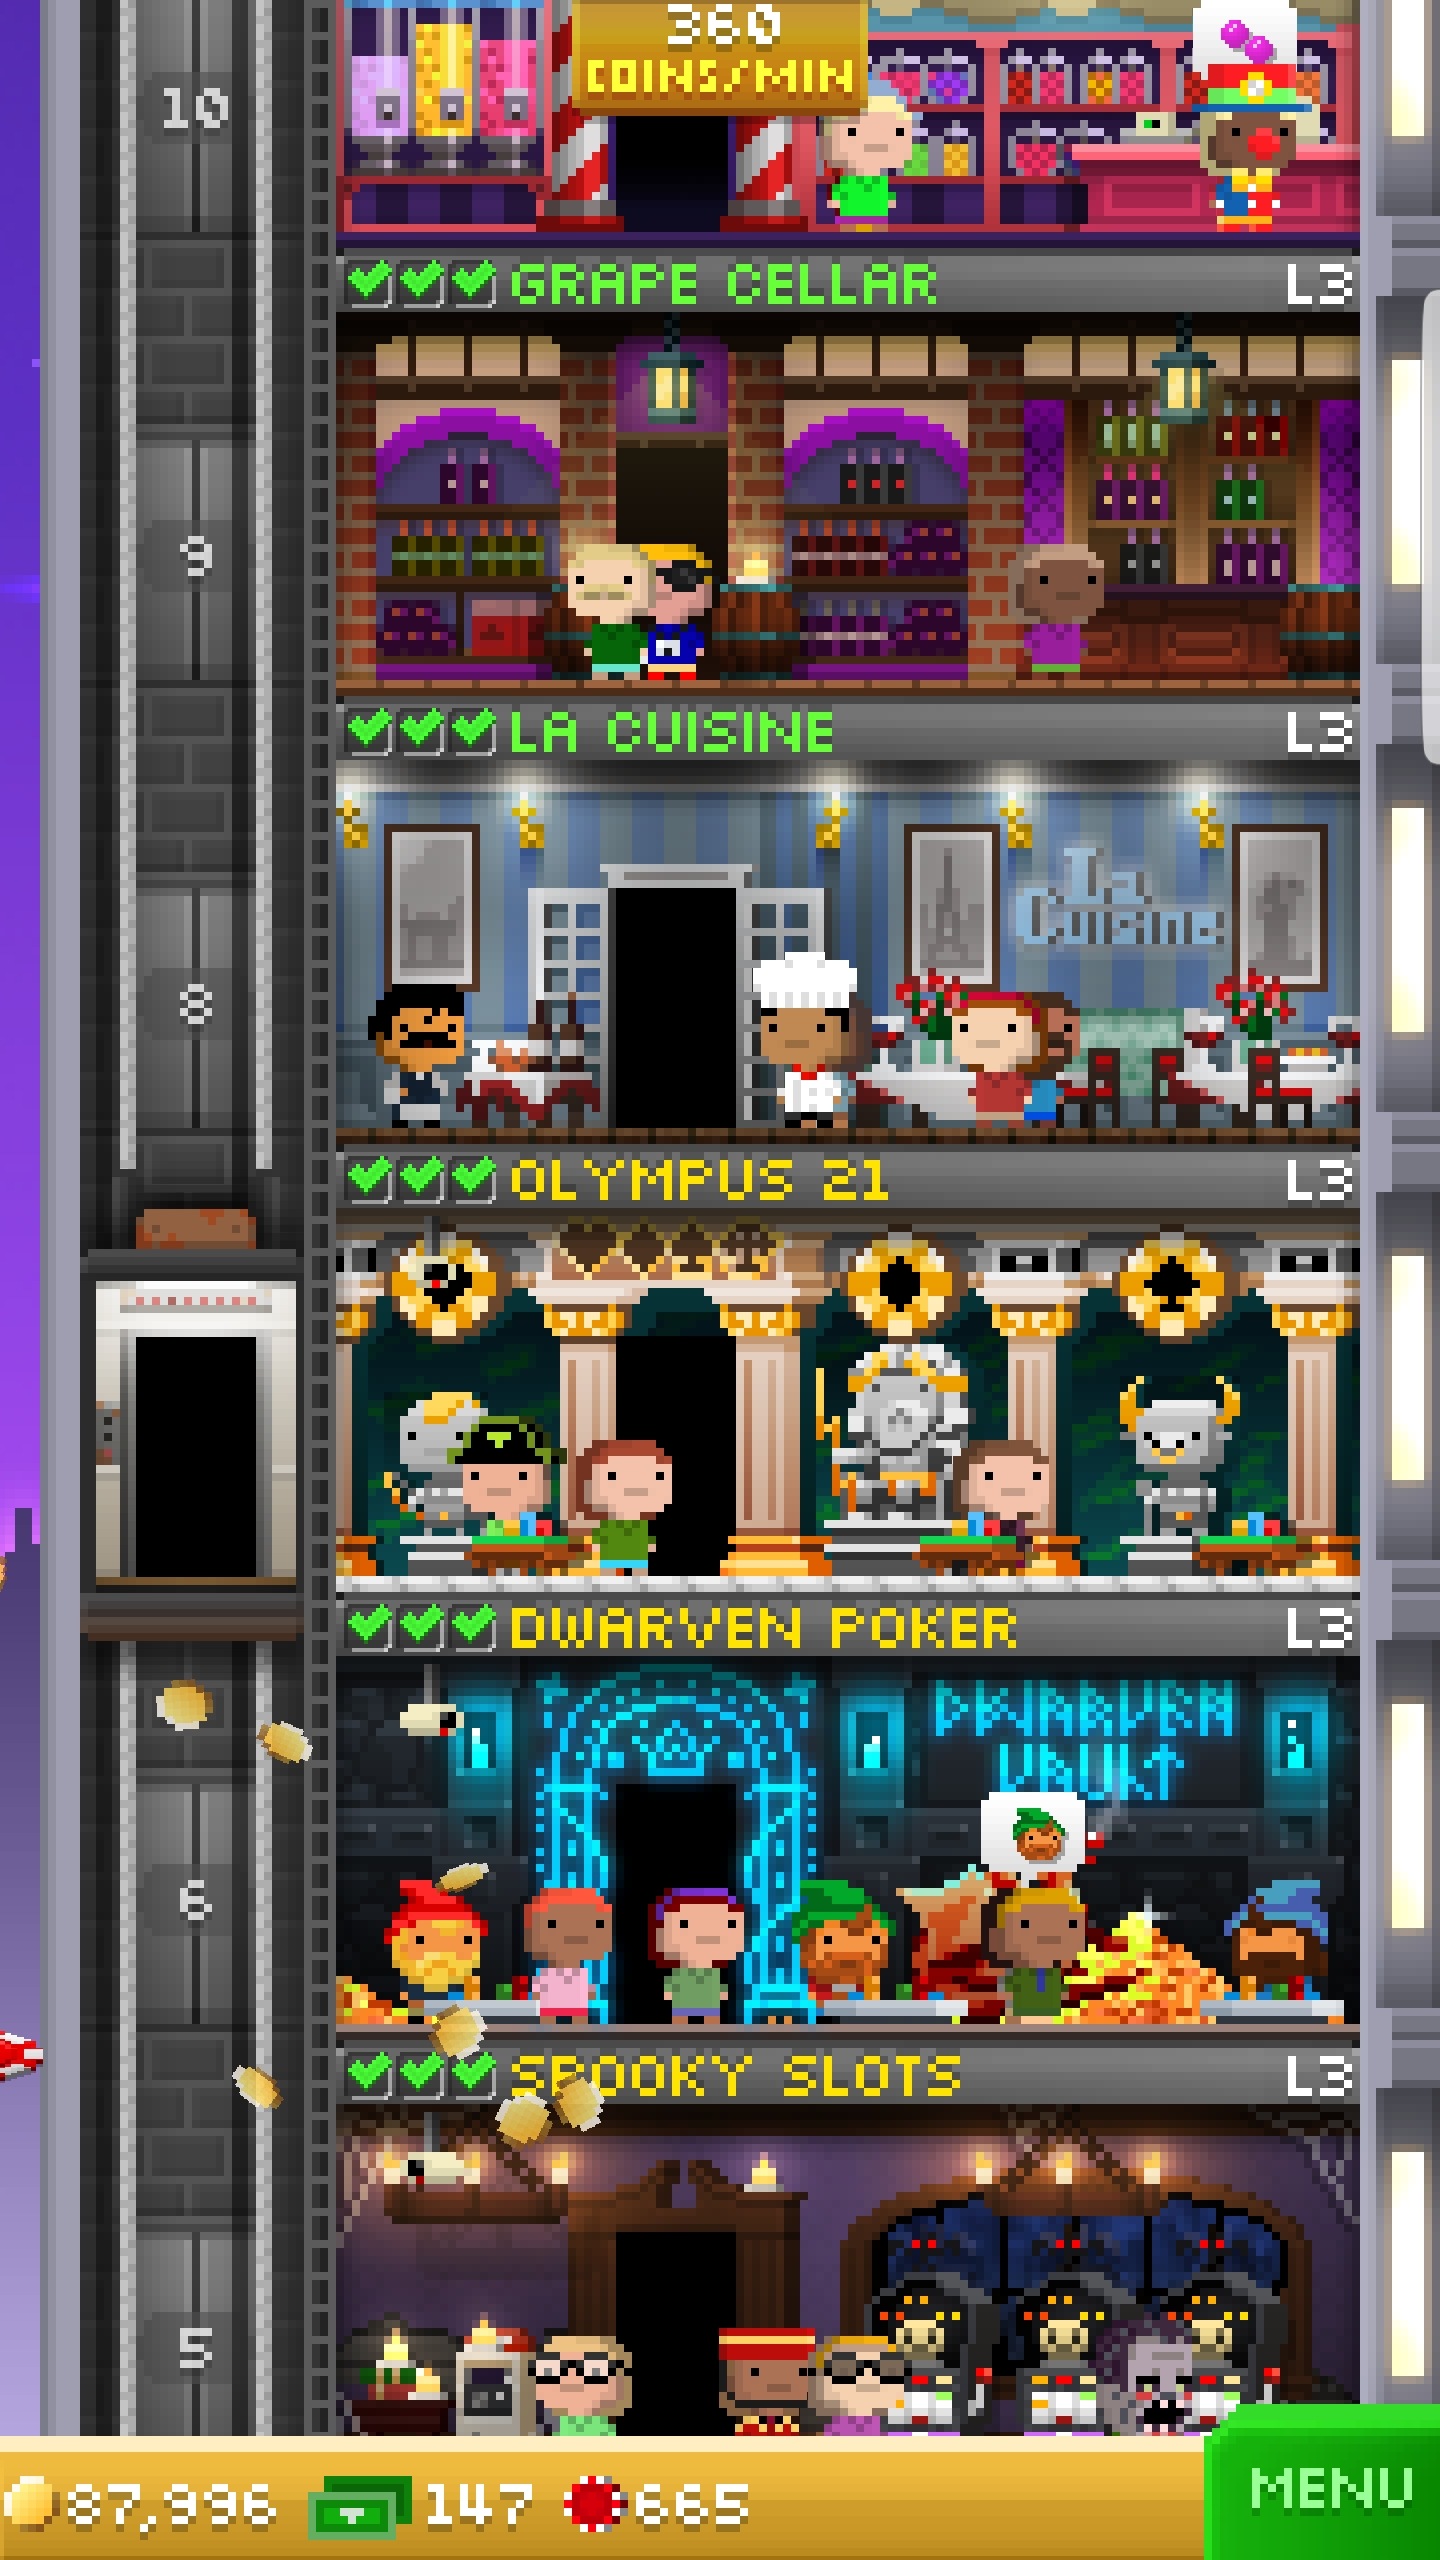 360
COINS/MIN
10
GRAPE CELLAR L3
9
LA CUISINE L3
La
Cuisine
8
OLYMPUS 21 L3
DWARVEN POKER L3
DWARVEN
VAULT
6
SPOOKY SLOTS L3
5
87,996 147 665
MENU